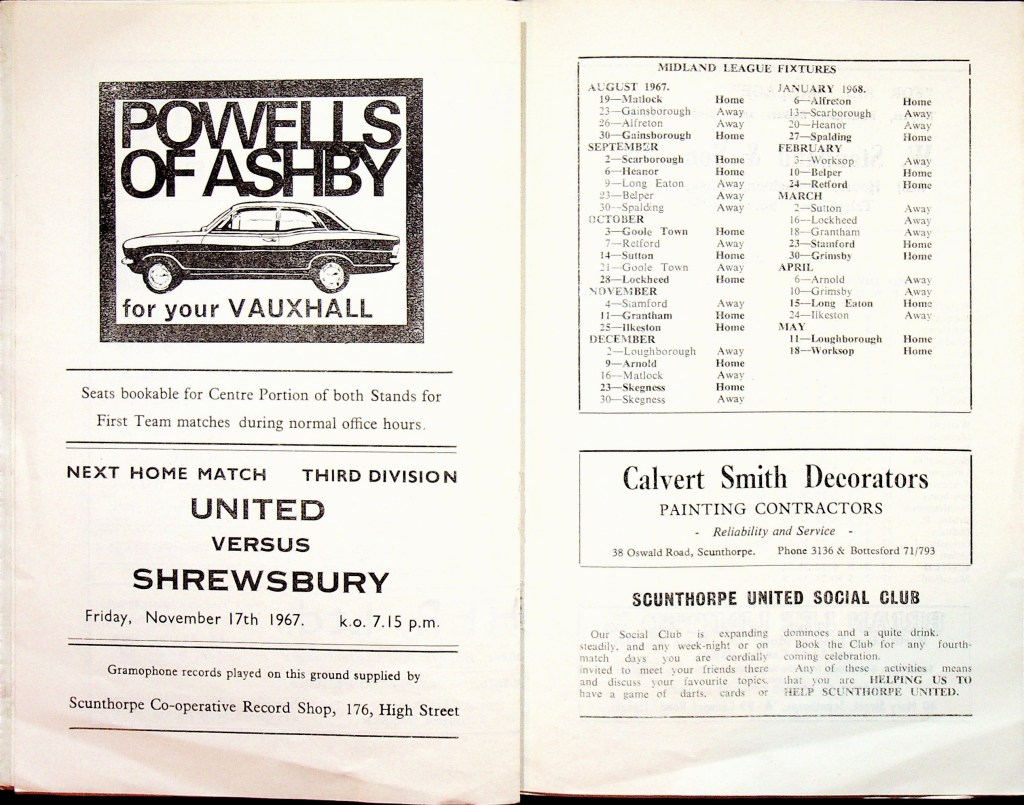 POWELLS
OF ASHBY
for your VAUXHALL
Seats bookable for Centre Portion of both Stands for
First Team matches during normal office hours.
NEXT HOME MATCH THIRD DIVISION
UNITED
VERSUS
SHREWSBURY
Friday, November 17th 1967. k.o. 7.15 p.m.
Gramophone records played on this ground supplied by
Scunthorpe Co-operative Record Shop, 176, High Street
MIDLAND LEAGUE FIXTURES
AUGUST 1967.
19—Matlock Home
23—Gainsborough Away
26—Alfreton Away
30—Gainsborough Home
SEPTEMBER
2—Scarborough Home
6—Heanor Home
9—Long Eaton Away
23—Belper Away
30—Spalding Away
OCTOBER
3—Goole Town Home
7—Retford Away
14—Sutton Home
21—Goole Town Away
28—Lockheed Home
NOVEMBER
4—Stamford Away
11—Grantham Home
25—Ilkeston Home
DECEMBER
2—Loughborough Away
9—Arnold Home
16—Matlock Away
23—Skegness Home
30—Skegness Away
JANUARY 1968.
6—Alfreton Home
13—Scarborough Away
20—Heanor Away
27—Spalding Home
FEBRUARY
3—Worksop Away
10—Belper Home
24—Retford Home
MARCH
2—Sutton Away
16—Lockheed Away
18—Grantham Away
23—Stamford Home
30—Grimsby Home
APRIL
6—Arnold Away
10—Grimsby Away
15—Long Eaton Home
24—Ilkeston Away
MAY
11—Loughborough Home
18—Worksop Home
Calvert Smith Decorators
PAINTING CONTRACTORS
- Reliability and Service -
38 Oswald Road, Scunthorpe. Phone 3136 & Bottesford 71/793
SCUNTHORPE UNITED SOCIAL CLUB
Our Social Club is expanding
steadily, and any week-night or on
match days you are cordially
invited to meet your friends there
and discuss your favourite topics,
have a game of darts, cards or
dominoes and a quite drink.
Book the Club for any fourth-
coming celebration.
Any of these activities means
that you are HELPING US TO
HELP SCUNTHORPE UNITED.